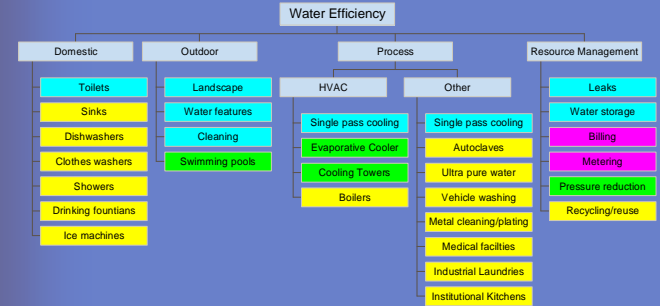 Water Efficiency
Domestic
Outdoor
Process
Resource Management
Toilets
Sinks
Dishwashers
Clothes washers
Showers
Drinking fountians
Ice machines
Landscape
Water features
Cleaning
Swimming pools
HVAC
Other
Single pass cooling
Evaporative Cooler
Cooling Towers
Boilers
Single pass cooling
Autoclaves
Ultra pure water
Vehicle washing
Metal cleaning/plating
Medical facilties
Industrial Laundries
Institutional Kitchens
Leaks
Water storage
Billing
Metering
Pressure reduction
Recycling/reuse